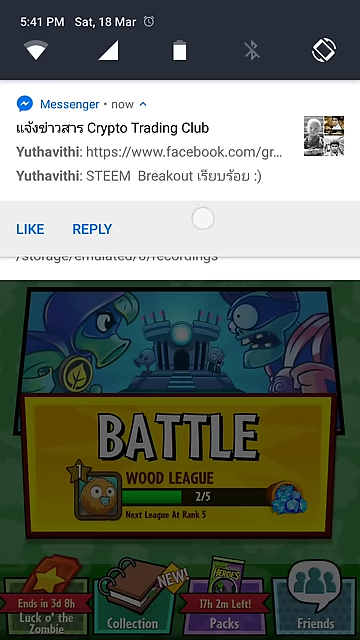 5:41 PM Sat, 18 Mar
Messenger • now
แจ้งข่าวสาร Crypto Trading Club
Yuthavithi: https://www.facebook.com/gr...
Yuthavithi: STEEM Breakout เรียบร้อย :)
LIKE REPLY
/storage/emulated/0/recordings
BATTLE
1
WOOD LEAGUE
2/5
Next League At Rank 5
NEW!
HEROES
Ends in 3d 8h
17h 2m Left!
Luck o' the
Zombie
Collection
Packs
Friends